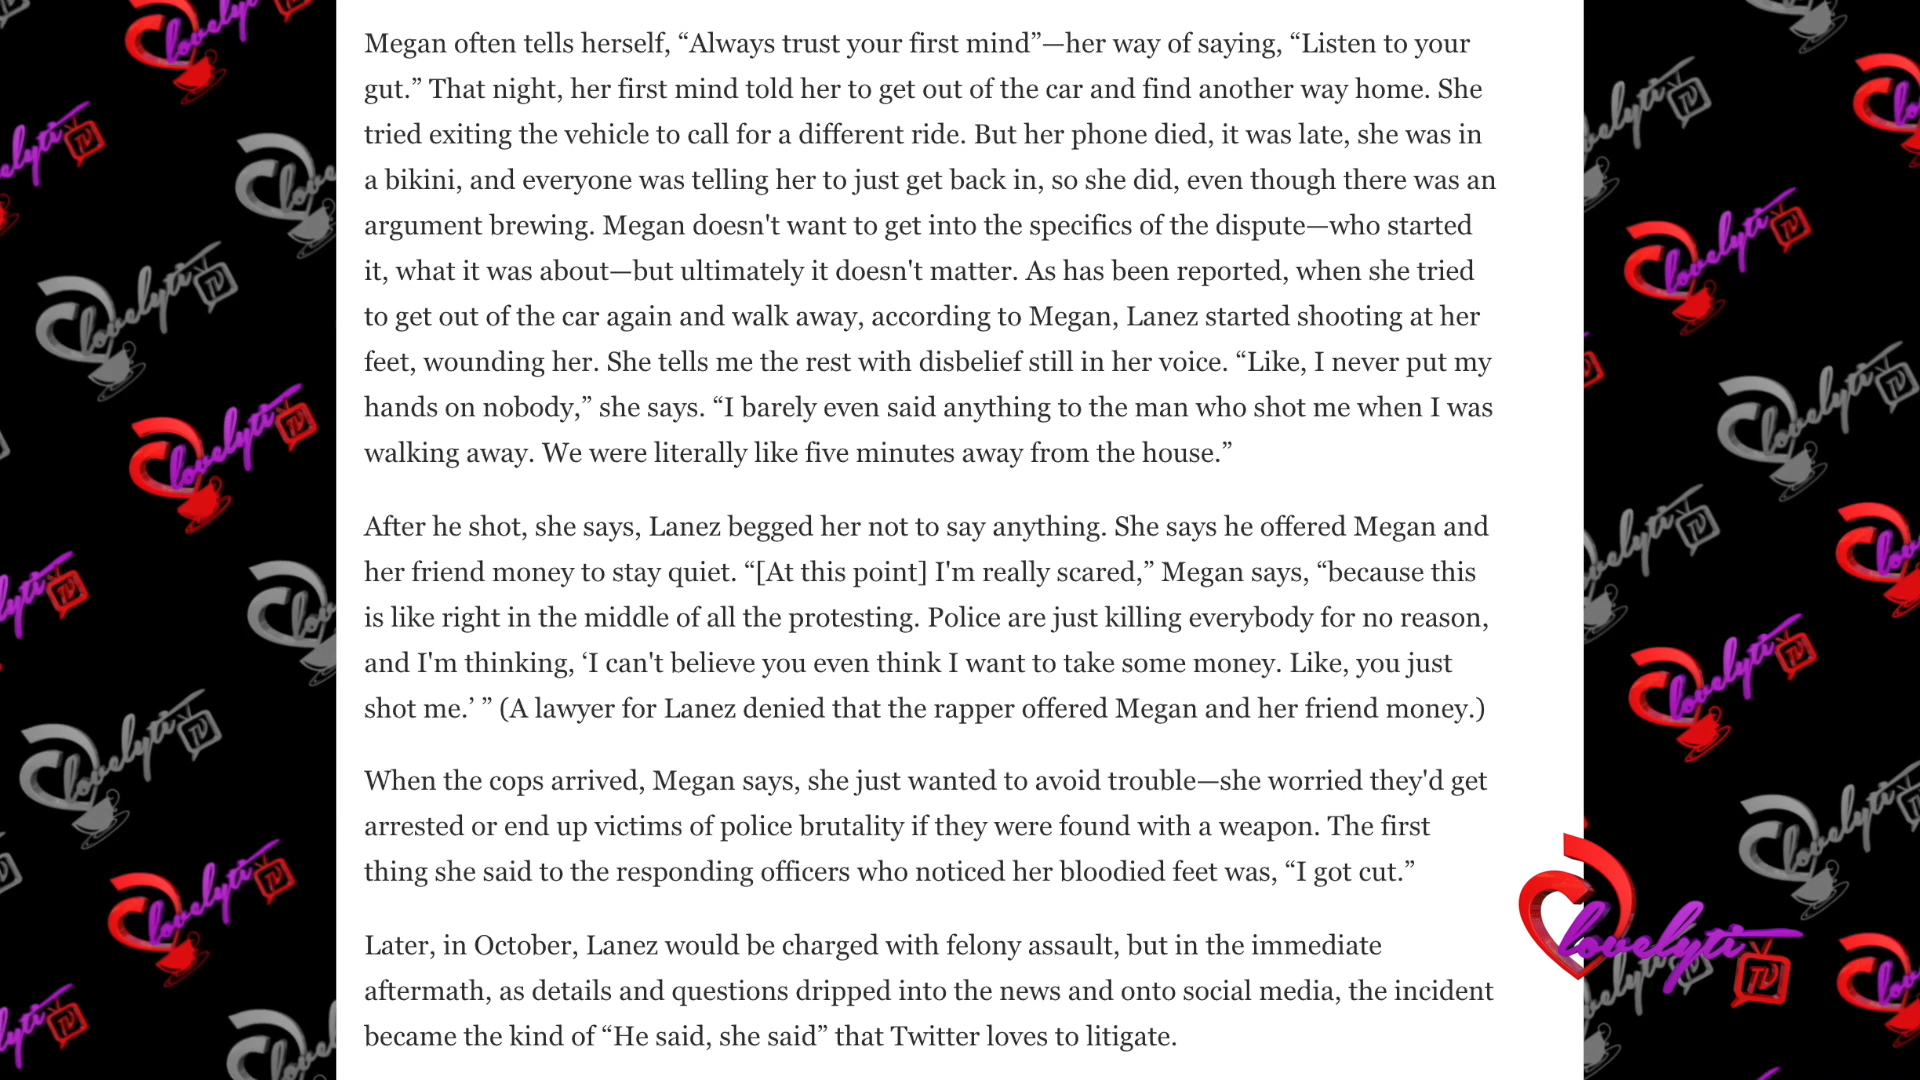 Megan often tells herself, “Always trust your first mind”—her way of saying, “Listen to your
gut.” That night, her first mind told her to get out of the car and find another way home. She
tried exiting the vehicle to call for a different ride. But her phone died, it was late, she was in
a bikini, and everyone was telling her to just get back in, so she did, even though there was an
argument brewing. Megan doesn't want to get into the specifics of the dispute—who started
it, what it was about—but ultimately it doesn't matter. As has been reported, when she tried
to get out of the car again and walk away, according to Megan, Lanez started shooting at her
feet, wounding her. She tells me the rest with disbelief still in her voice. “Like, I never put my
hands on nobody,” she says. “I barely even said anything to the man who shot me when I was
walking away. We were literally like five minutes away from the house.”
After he shot, she says, Lanez begged her not to say anything. She says he offered Megan and
her friend money to stay quiet. “[At this point] I'm really scared,” Megan says, “because this
is like right in the middle of all the protesting. Police are just killing everybody for no reason,
and I'm thinking, ‘I can't believe you even think I want to take some money. Like, you just
shot me.’ ” (A lawyer for Lanez denied that the rapper offered Megan and her friend money.)
When the cops arrived, Megan says, she just wanted to avoid trouble—she worried they'd get
arrested or end up victims of police brutality if they were found with a weapon. The first
thing she said to the responding officers who noticed her bloodied feet was, “I got cut.”
Later, in October, Lanez would be charged with felony assault, but in the immediate
aftermath, as details and questions dripped into the news and onto social media, the incident
became the kind of “He said, she said” that Twitter loves to litigate.
lovelyti TV